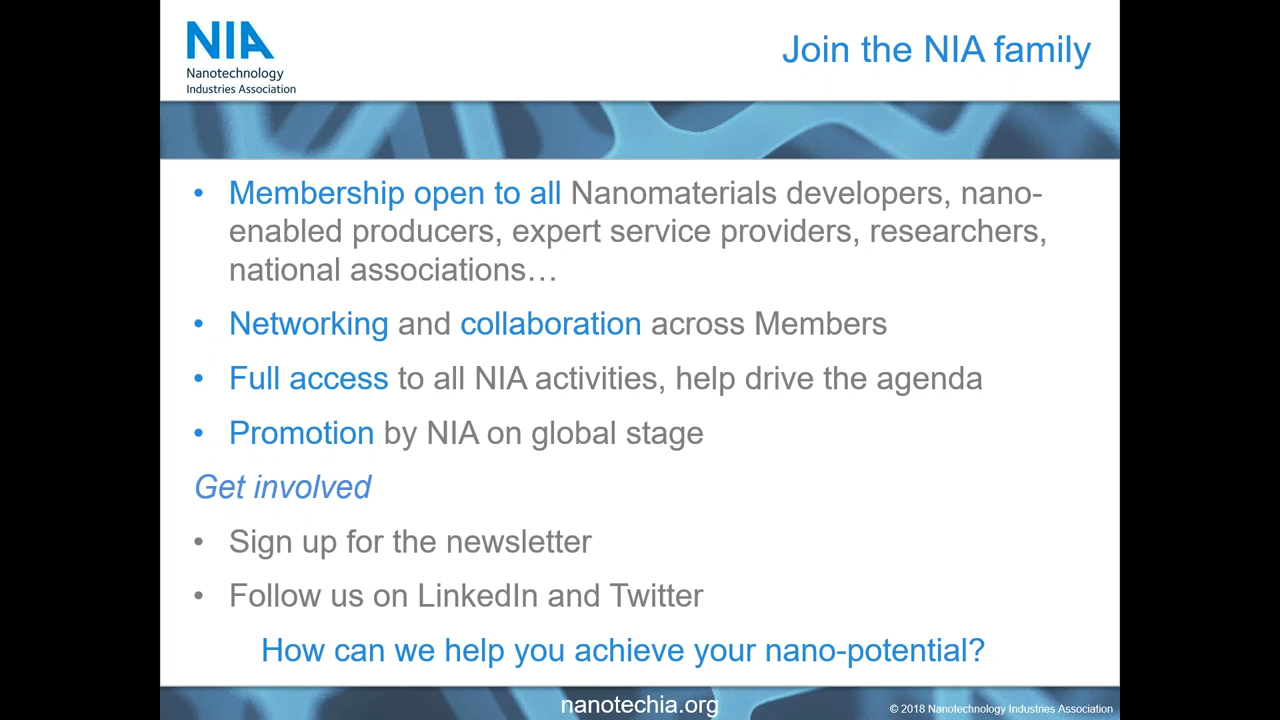 NIA
Nanotechnology
Industries Association
Join the NIA family
• Membership open to all Nanomaterials developers, nano-
enabled producers, expert service providers, researchers,
national associations…
• Networking and collaboration across Members
• Full access to all NIA activities, help drive the agenda
• Promotion by NIA on global stage
Get involved
• Sign up for the newsletter
• Follow us on LinkedIn and Twitter
How can we help you achieve your nano-potential?
nanotechia.org
© 2018 Nanotechnology Industries Association